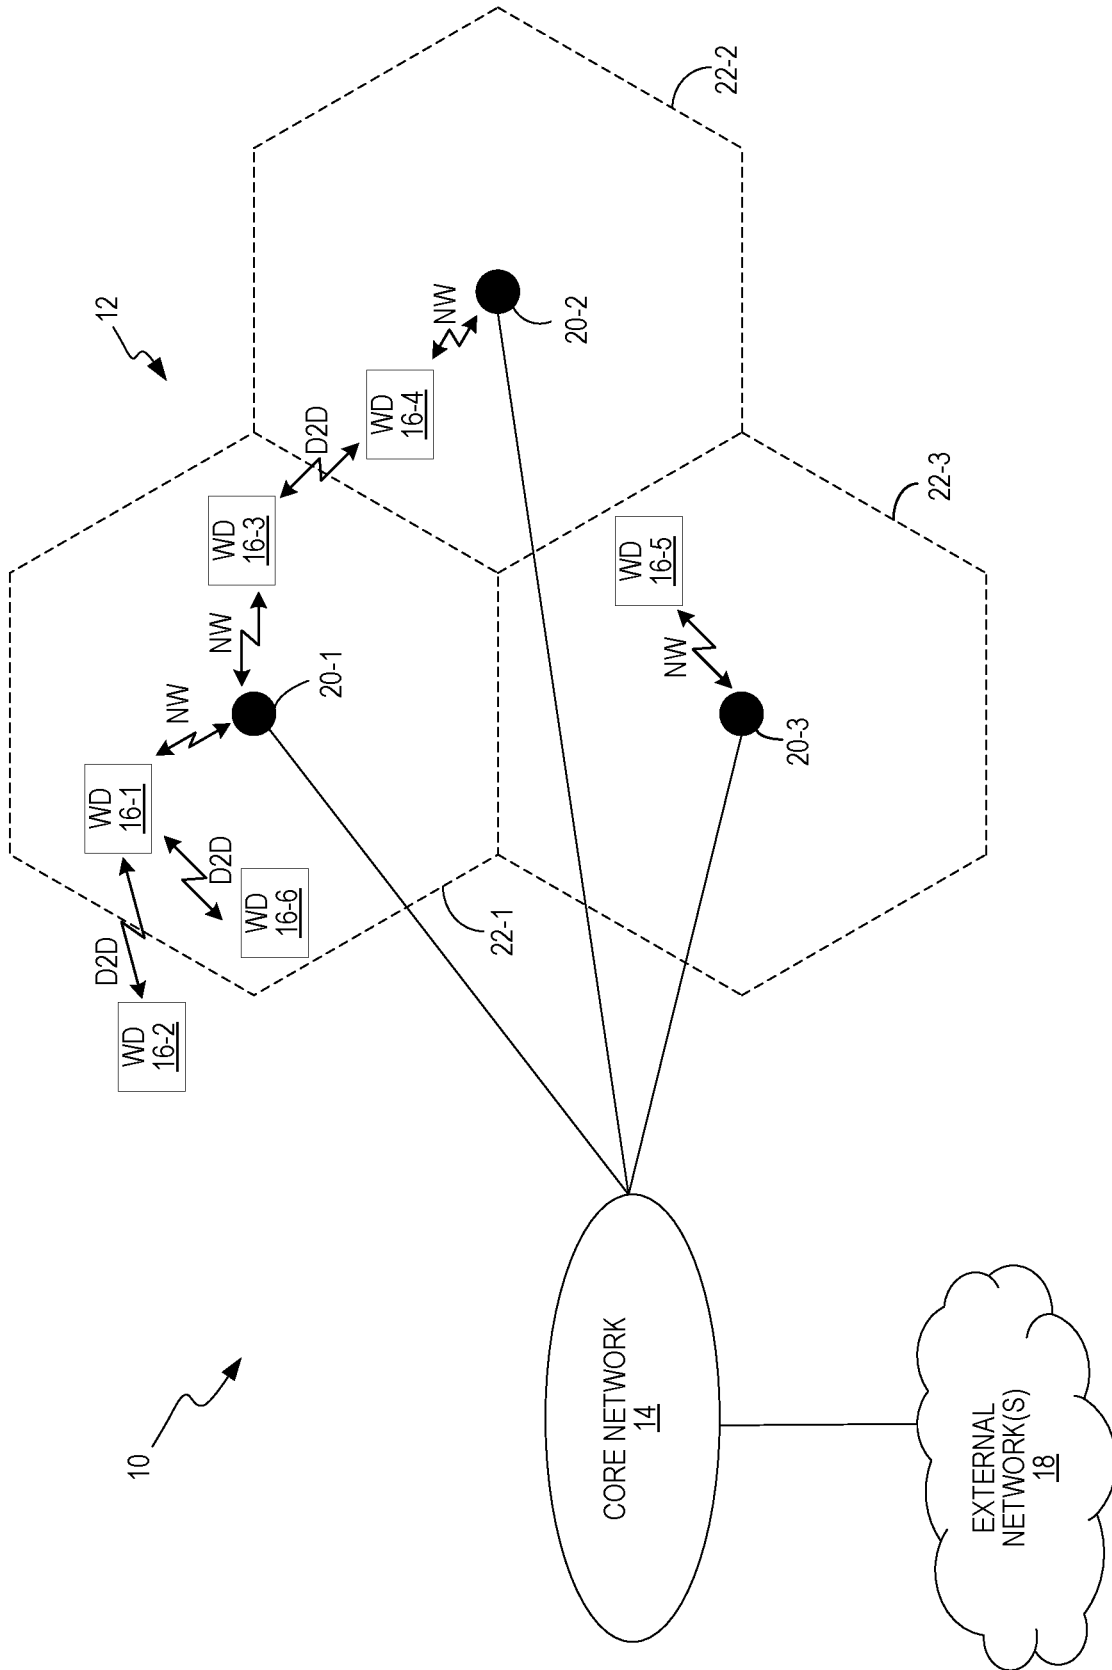 12
WD
16-1
D2D
WD
16-2
10
NW
D2D
NW
WD
16-3
WD
16-6
D2D
20-1
WD
16-4
NW
22-1
20-2
CORE NETWORK
14
WD
16-5
NW
22-2
20-3
22-3
EXTERNAL
NETWORK(S)
18